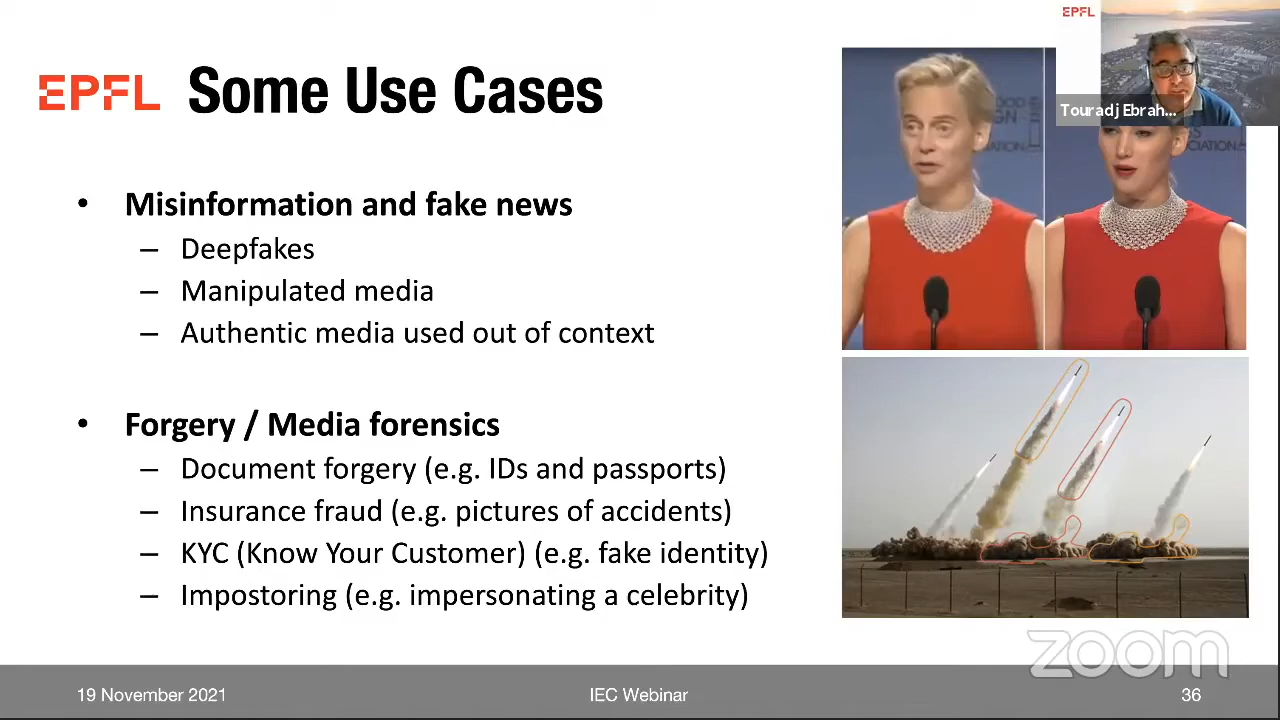 EPFL Some Use Cases
EPFL
Touradj Ebrah...
• Misinformation and fake news
– Deepfakes
– Manipulated media
– Authentic media used out of context
• Forgery / Media forensics
– Document forgery (e.g. IDs and passports)
– Insurance fraud (e.g. pictures of accidents)
– KYC (Know Your Customer) (e.g. fake identity)
– Impostoring (e.g. impersonating a celebrity)
zoom
19 November 2021
IEC Webinar
36